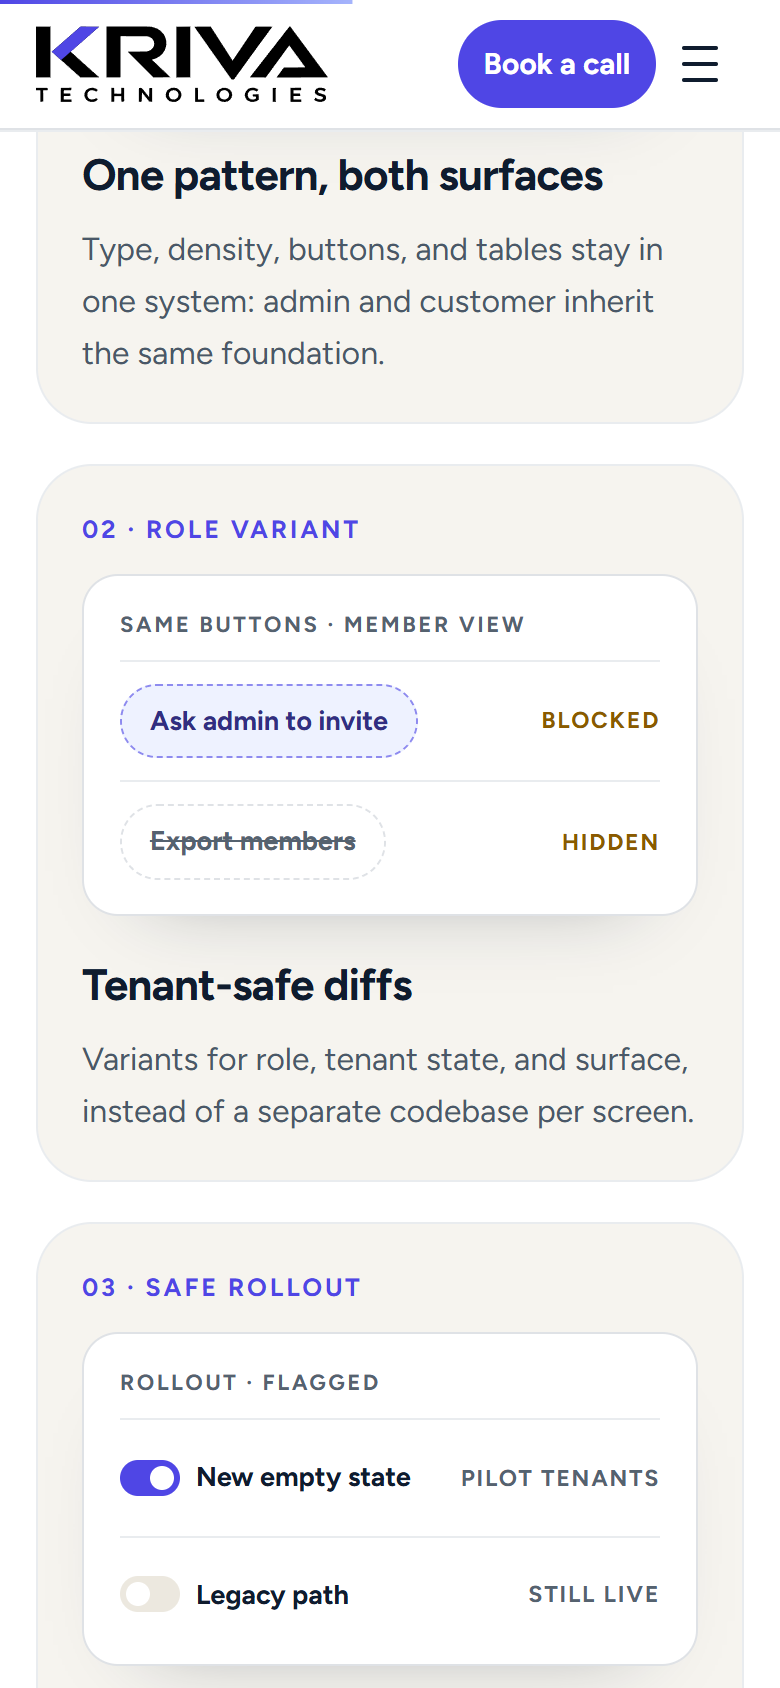 KRIVA
TECHNOLOGIES
Book a call
One pattern, both surfaces
Type, density, buttons, and tables stay in
one system: admin and customer inherit
the same foundation.
02 · ROLE VARIANT
SAME BUTTONS · MEMBER VIEW
Ask admin to invite BLOCKED
Export members HIDDEN
Tenant-safe diffs
Variants for role, tenant state, and surface,
instead of a separate codebase per screen.
03 · SAFE ROLLOUT
ROLLOUT · FLAGGED
New empty state PILOT TENANTS
Legacy path STILL LIVE